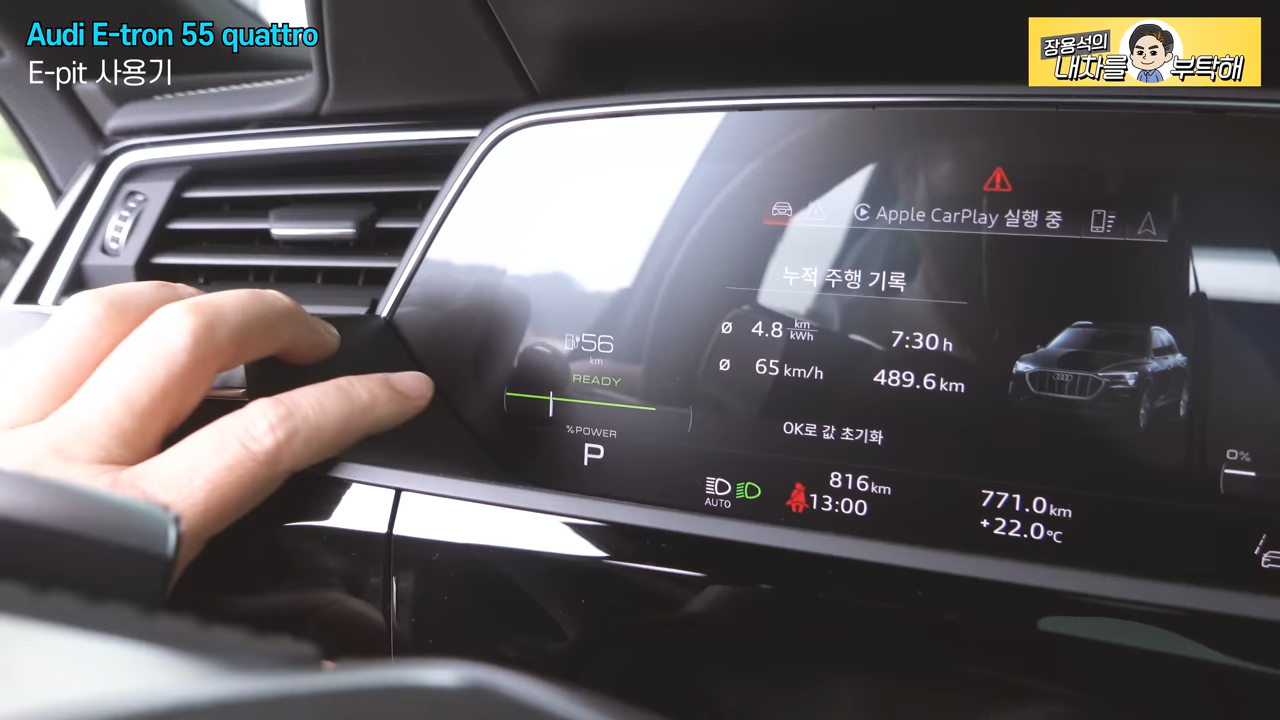 Audi E-tron 55 quattro
E-pit 사용기
장용석의
내차를 부탁해
Apple CarPlay 실행 중
누적 주행 기록
Ø 4.8 km/kWh 7:30 h
Ø 65 km/h 489.6 km
56
km
READY
%POWER
P
OK로 값 초기화
AUTO
816 km 771.0 km
13:00 +22.0°C
0%